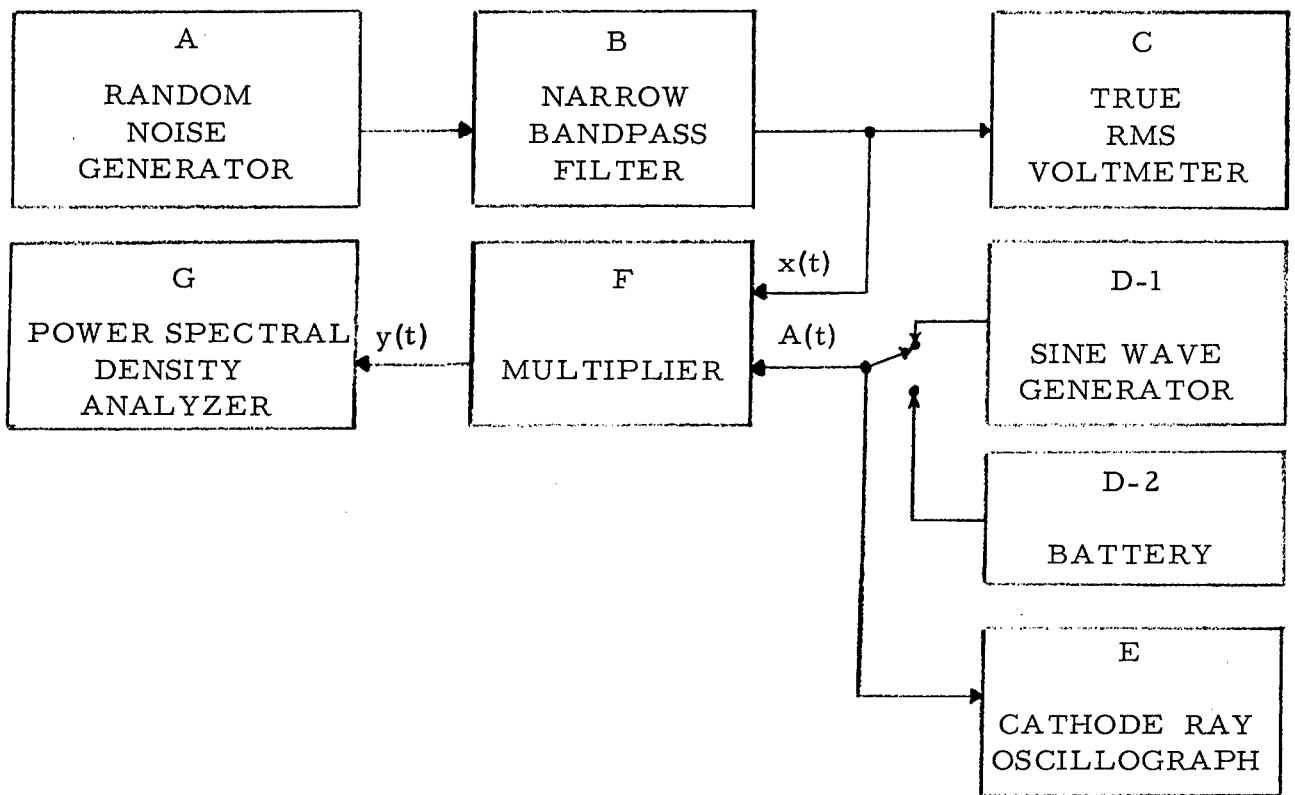 A
RANDOM
NOISE
GENERATOR
B
NARROW
BANDPASS
FILTER
C
TRUE
RMS
VOLTMETER
G
POWER SPECTRAL
DENSITY
ANALYZER
y(t)
F
MULTIPLIER
x(t)
A(t)
D-1
SINE WAVE
GENERATOR
D-2
BATTERY
E
CATHODE RAY
OSCILLOGRAPH